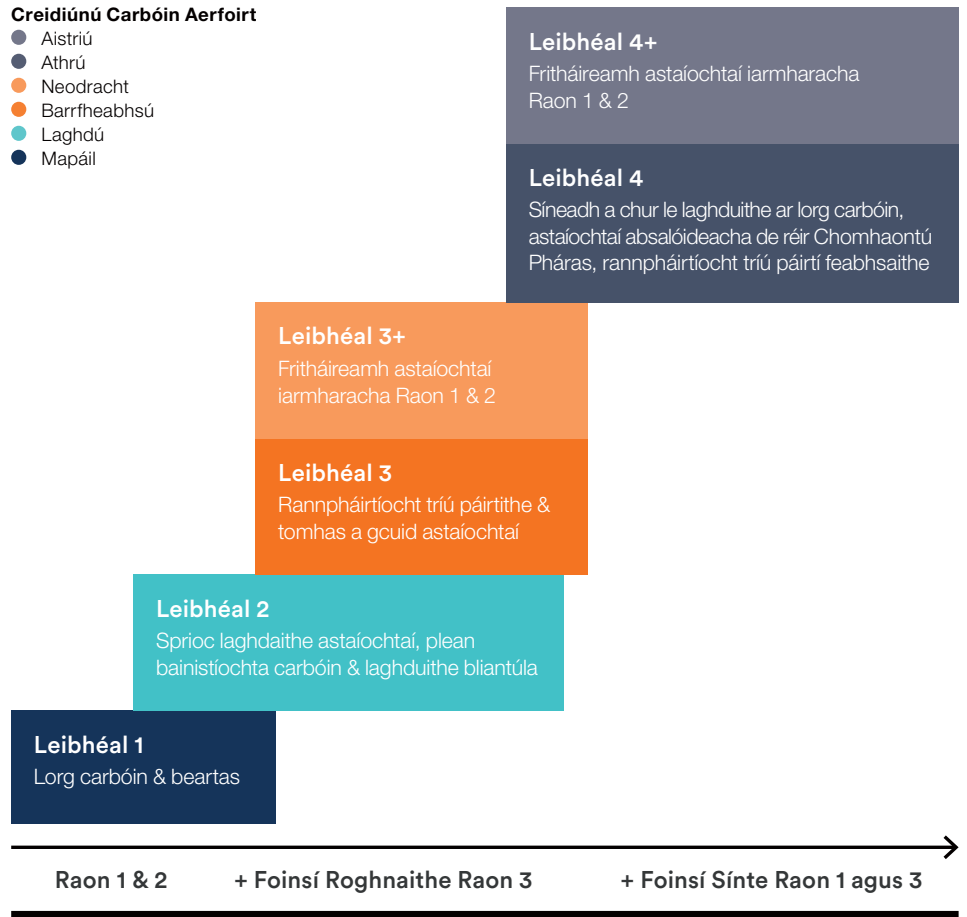 Creidiúnú Carbóin Aerfoirt
Aistriú
Athrú
Neodracht
Barrfheabhsú
Laghdú
Mapáil
Leibhéal 4+
Fritháireamh astaíochtaí iarmharacha
Raon 1 & 2
Leibhéal 4
Síneadh a chur le laghduithe ar lorg carbóin,
astaíochtaí absalóideacha de réir Chomhaontú
Pháras, rannpháirtíocht tríú páirtí feabhsaithe
Leibhéal 3+
Fritháireamh astaíochtaí
iarmharacha Raon 1 & 2
Leibhéal 3
Rannpháirtíocht tríú páirtithe &
tomhas a gcuid astaíochtaí
Leibhéal 2
Sprioc laghdaithe astaíochtaí, plean
bainistíochta carbóin & laghduithe bliantúla
Leibhéal 1
Lorg carbóin & beartas
Raon 1 & 2
+ Foinsí Roghnaithe Raon 3
+ Foinsí Sínte Raon 1 agus 3